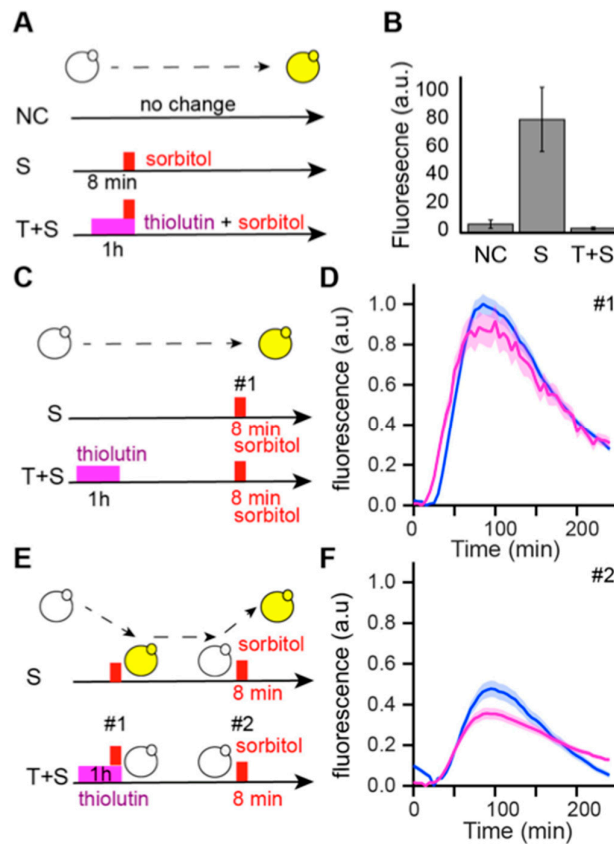 A
NC
no change
S
sorbitol
8 min
T+S
thiolutin + sorbitol
1h
B
Fluoresecne (a.u.)
100
80
60
40
20
0
NC S T+S
C
#1
S
8 min
sorbitol
thiolutin
T+S
1h
8 min
sorbitol
D
#1
fluorescence (a.u)
1.0
0.8
0.6
0.4
0.2
0.0
0 100 200
Time (min)
E
sorbitol
S
8 min
#1 #2
sorbitol
T+S
1h
thiolutin
8 min
F
#2
fluorescence (a.u)
1.0
0.8
0.6
0.4
0.2
0.0
0 100 200
Time (min)